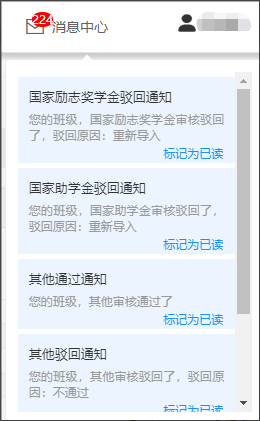 224
消息中心
国家励志奖学金驳回通知
您的班级，国家励志奖学金审核驳回
了，驳回原因：重新导入
标记为已读
国家助学金驳回通知
您的班级，国家助学金审核驳回了，
驳回原因：重新导入
标记为已读
其他通过通知
您的班级，其他审核通过了
标记为已读
其他驳回通知
您的班级，其他审核驳回了，驳回原
因：不通过
标记为已读